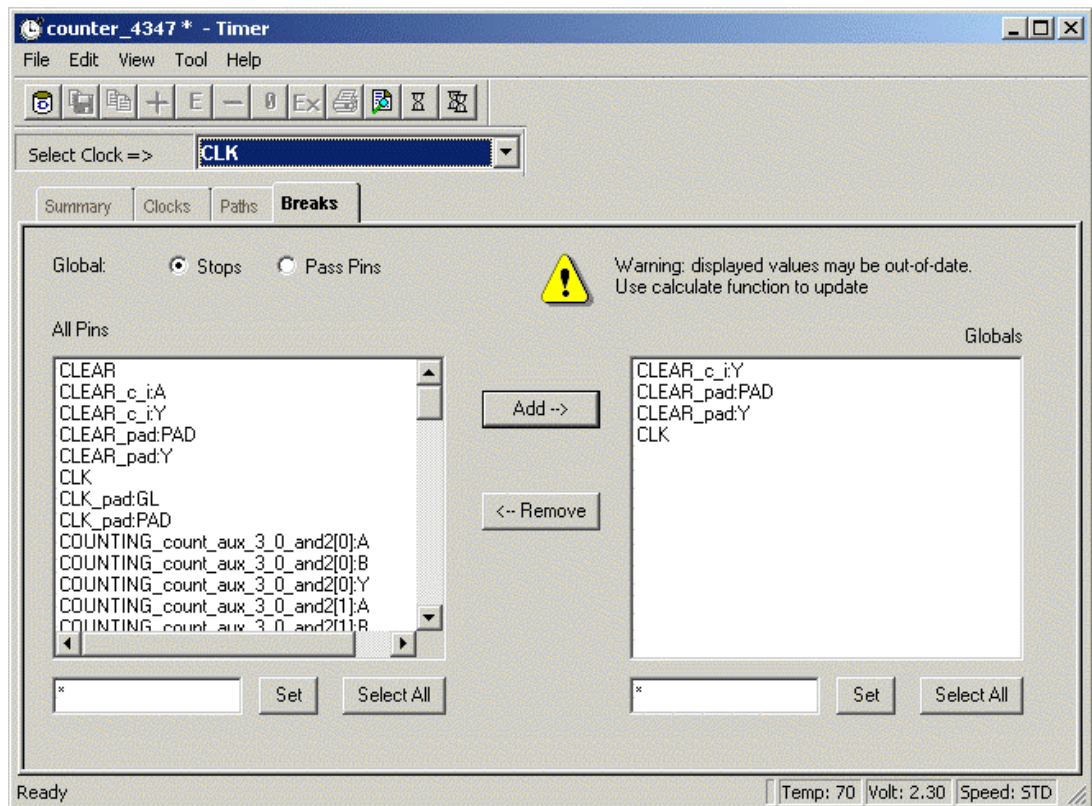 counter_4347 * - Timer
File Edit View Tool Help
E Ex
Select Clock => CLK
Summary Clocks Paths Breaks
Global: Stops Pass Pins
Warning: displayed values may be out-of-date.
Use calculate function to update
All Pins
CLEAR
CLEAR_c_i:A
CLEAR_c_i:Y
CLEAR_pad:PAD
CLEAR_pad:Y
CLK
CLK_pad:GL
CLK_pad:PAD
COUNTING_count_aux_3_0_and2[0]:A
COUNTING_count_aux_3_0_and2[0]:B
COUNTING_count_aux_3_0_and2[0]:Y
COUNTING_count_aux_3_0_and2[1]:A
COUNTING_count_aux_3_0_and2[1]:B
* Set Select All
Add -->
<-- Remove
Globals
CLEAR_c_i:Y
CLEAR_pad:PAD
CLEAR_pad:Y
CLK
* Set Select All
Ready Temp: 70 Volt: 2.30 Speed: STD